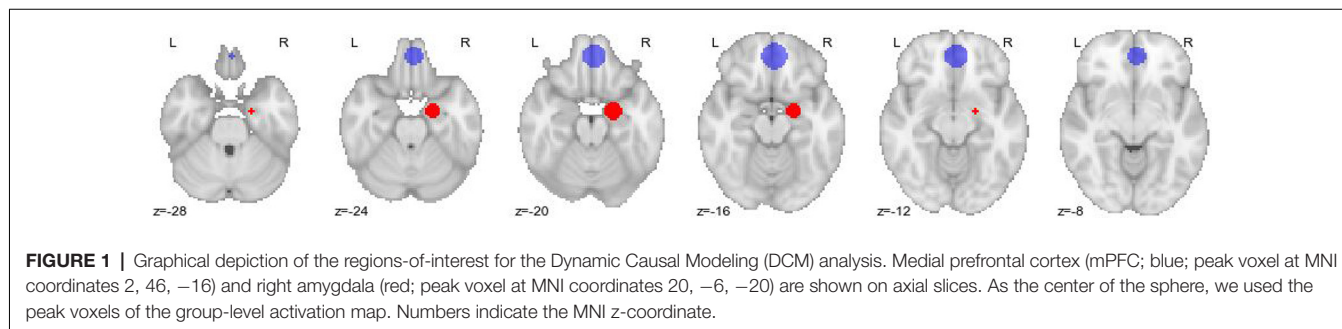 L R L R L R L R L R L R
z=-28 z=-24 z=-20 z=-16 z=-12 z=-8
FIGURE 1 | Graphical depiction of the regions-of-interest for the Dynamic Causal Modeling (DCM) analysis. Medial prefrontal cortex (mPFC; blue; peak voxel at MNI
coordinates 2, 46, −16) and right amygdala (red; peak voxel at MNI coordinates 20, −6, −20) are shown on axial slices. As the center of the sphere, we used the
peak voxels of the group-level activation map. Numbers indicate the MNI z-coordinate.